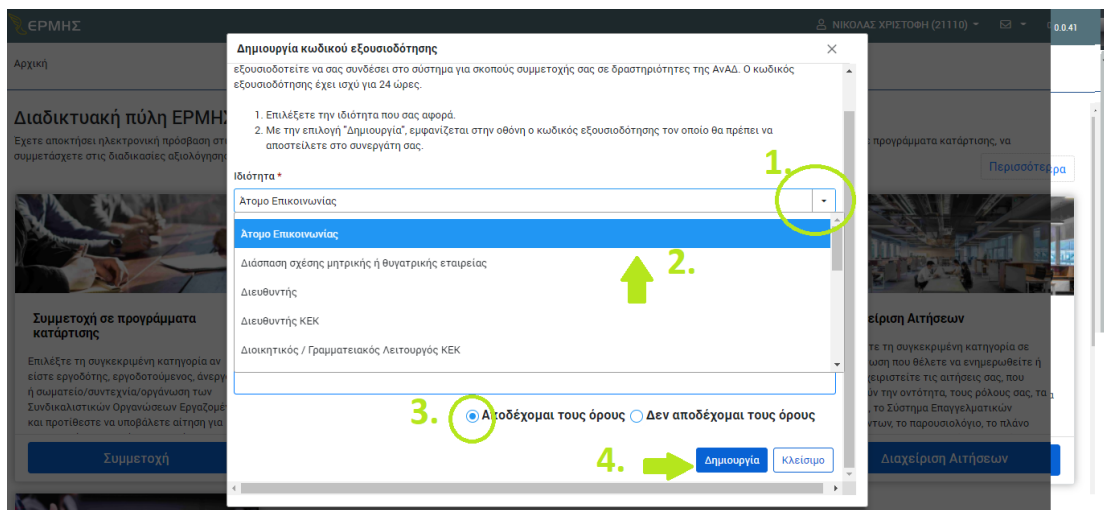 ΕΡΜΗΣ
ΝΙΚΟΛΑΣ ΧΡΙΣΤΟΦΗ (21110)
0.0.41
Αρχική
Δημιουργία κωδικού εξουσιοδότησης
εξουσιοδοτείτε να σας συνδέσει στο σύστημα για σκοπούς συμμετοχής σας σε δραστηριότητες της ΑνΑΔ. Ο κωδικός
εξουσιοδότησης έχει ισχύ για 24 ώρες.
1. Επιλέξετε την ιδιότητα που σας αφορά.
2. Με την επιλογή "Δημιουργία", εμφανίζεται στην οθόνη ο κωδικός εξουσιοδότησης τον οποίο θα πρέπει να
αποστείλετε στο συνεργάτη σας.
Διαδικτυακή πύλη ΕΡΜΗΣ
Έχετε αποκτήσει ηλεκτρονική πρόσβαση στη
συμμετάσχετε στις διαδικασίες αξιολόγησης
προγράμματα κατάρτισης, να
Περισσότερα
Ιδιότητα *
1.
Άτομο Επικοινωνίας
Άτομο Επικοινωνίας
2.
Διάσπαση σχέσης μητρικής ή θυγατρικής εταιρείας
Διευθυντής
Διευθυντής ΚΕΚ
Διοικητικός / Γραμματειακός Λειτουργός ΚΕΚ
3.
Αποδέχομαι τους όρους
Δεν αποδέχομαι τους όρους
4.
Δημιουργία
Κλείσιμο
Συμμετοχή σε προγράμματα
κατάρτισης
Επιλέξτε τη συγκεκριμένη κατηγορία αν
είστε εργοδότης, εργοδοτούμενος, άνεργ
ή σωματείο/συντεχνία/οργάνωση των
Συνδικαλιστικών Οργανώσεων Εργαζομέ
και προτίθεστε να υποβάλετε αίτηση για
Συμμετοχή
είριση Αιτήσεων
τε τη συγκεκριμένη κατηγορία σε
ωση που θέλετε να ενημερωθείτε ή
χειριστείτε τις αιτήσεις σας, που
ύν την οντότητα, τους ρόλους σας, τα
, το Σύστημα Επαγγελματικών
ντων, το παρουσιολόγιο, το πλάνο
Διαχείριση Αιτήσεων